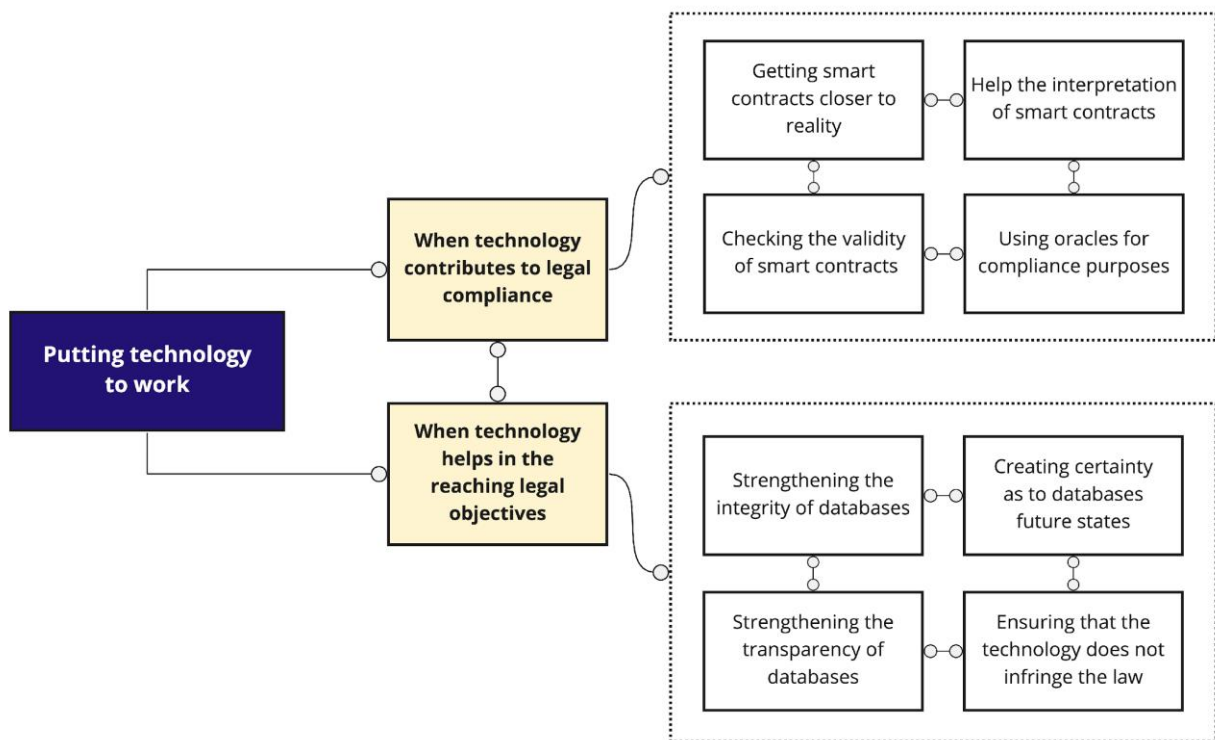 Putting technology
to work
When technology
contributes to legal
compliance
When technology
helps in the
reaching legal
objectives
Getting smart
contracts closer to
reality
Help the interpretation
of smart contracts
Checking the validity
of smart contracts
Using oracles for
compliance purposes
Strengthening the
integrity of databases
Creating certainty
as to databases
future states
Strengthening the
transparency of
databases
Ensuring that the
technology does not
infringe the law